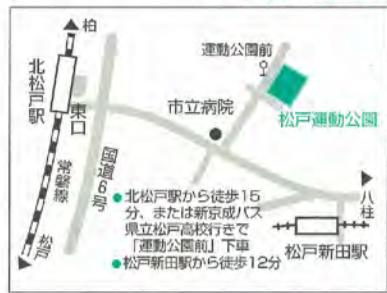 柏
北松戸駅
東口
運動公園前
市立病院
松戸運動公園
国道6号
常磐線
松戸
八柱
松戸新田駅
●北松戸駅から徒歩15
分、または新京成バス
県立松戸高校行きで
「運動公園前」下車
●松戸新田駅から徒歩12分